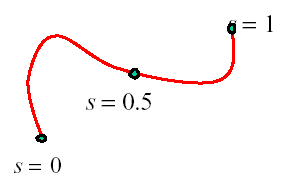 s = 1
s = 0.5
s = 0